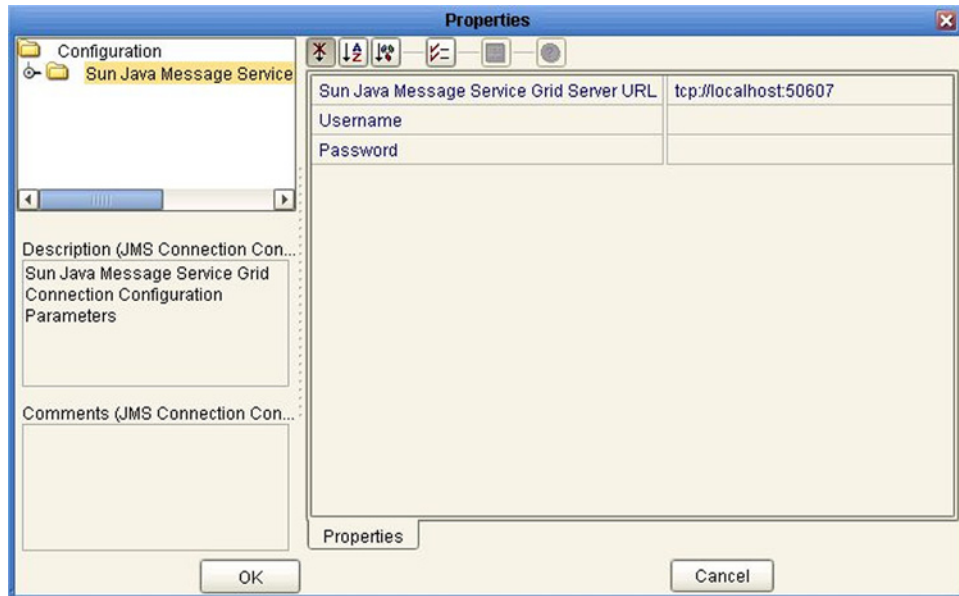 Properties
Configuration
Sun Java Message Service
Sun Java Message Service Grid Server URL tcp://localhost:50607
Username
Password
Description (JMS Connection Con...
Sun Java Message Service Grid
Connection Configuration
Parameters
Comments (JMS Connection Con...
Properties
OK Cancel